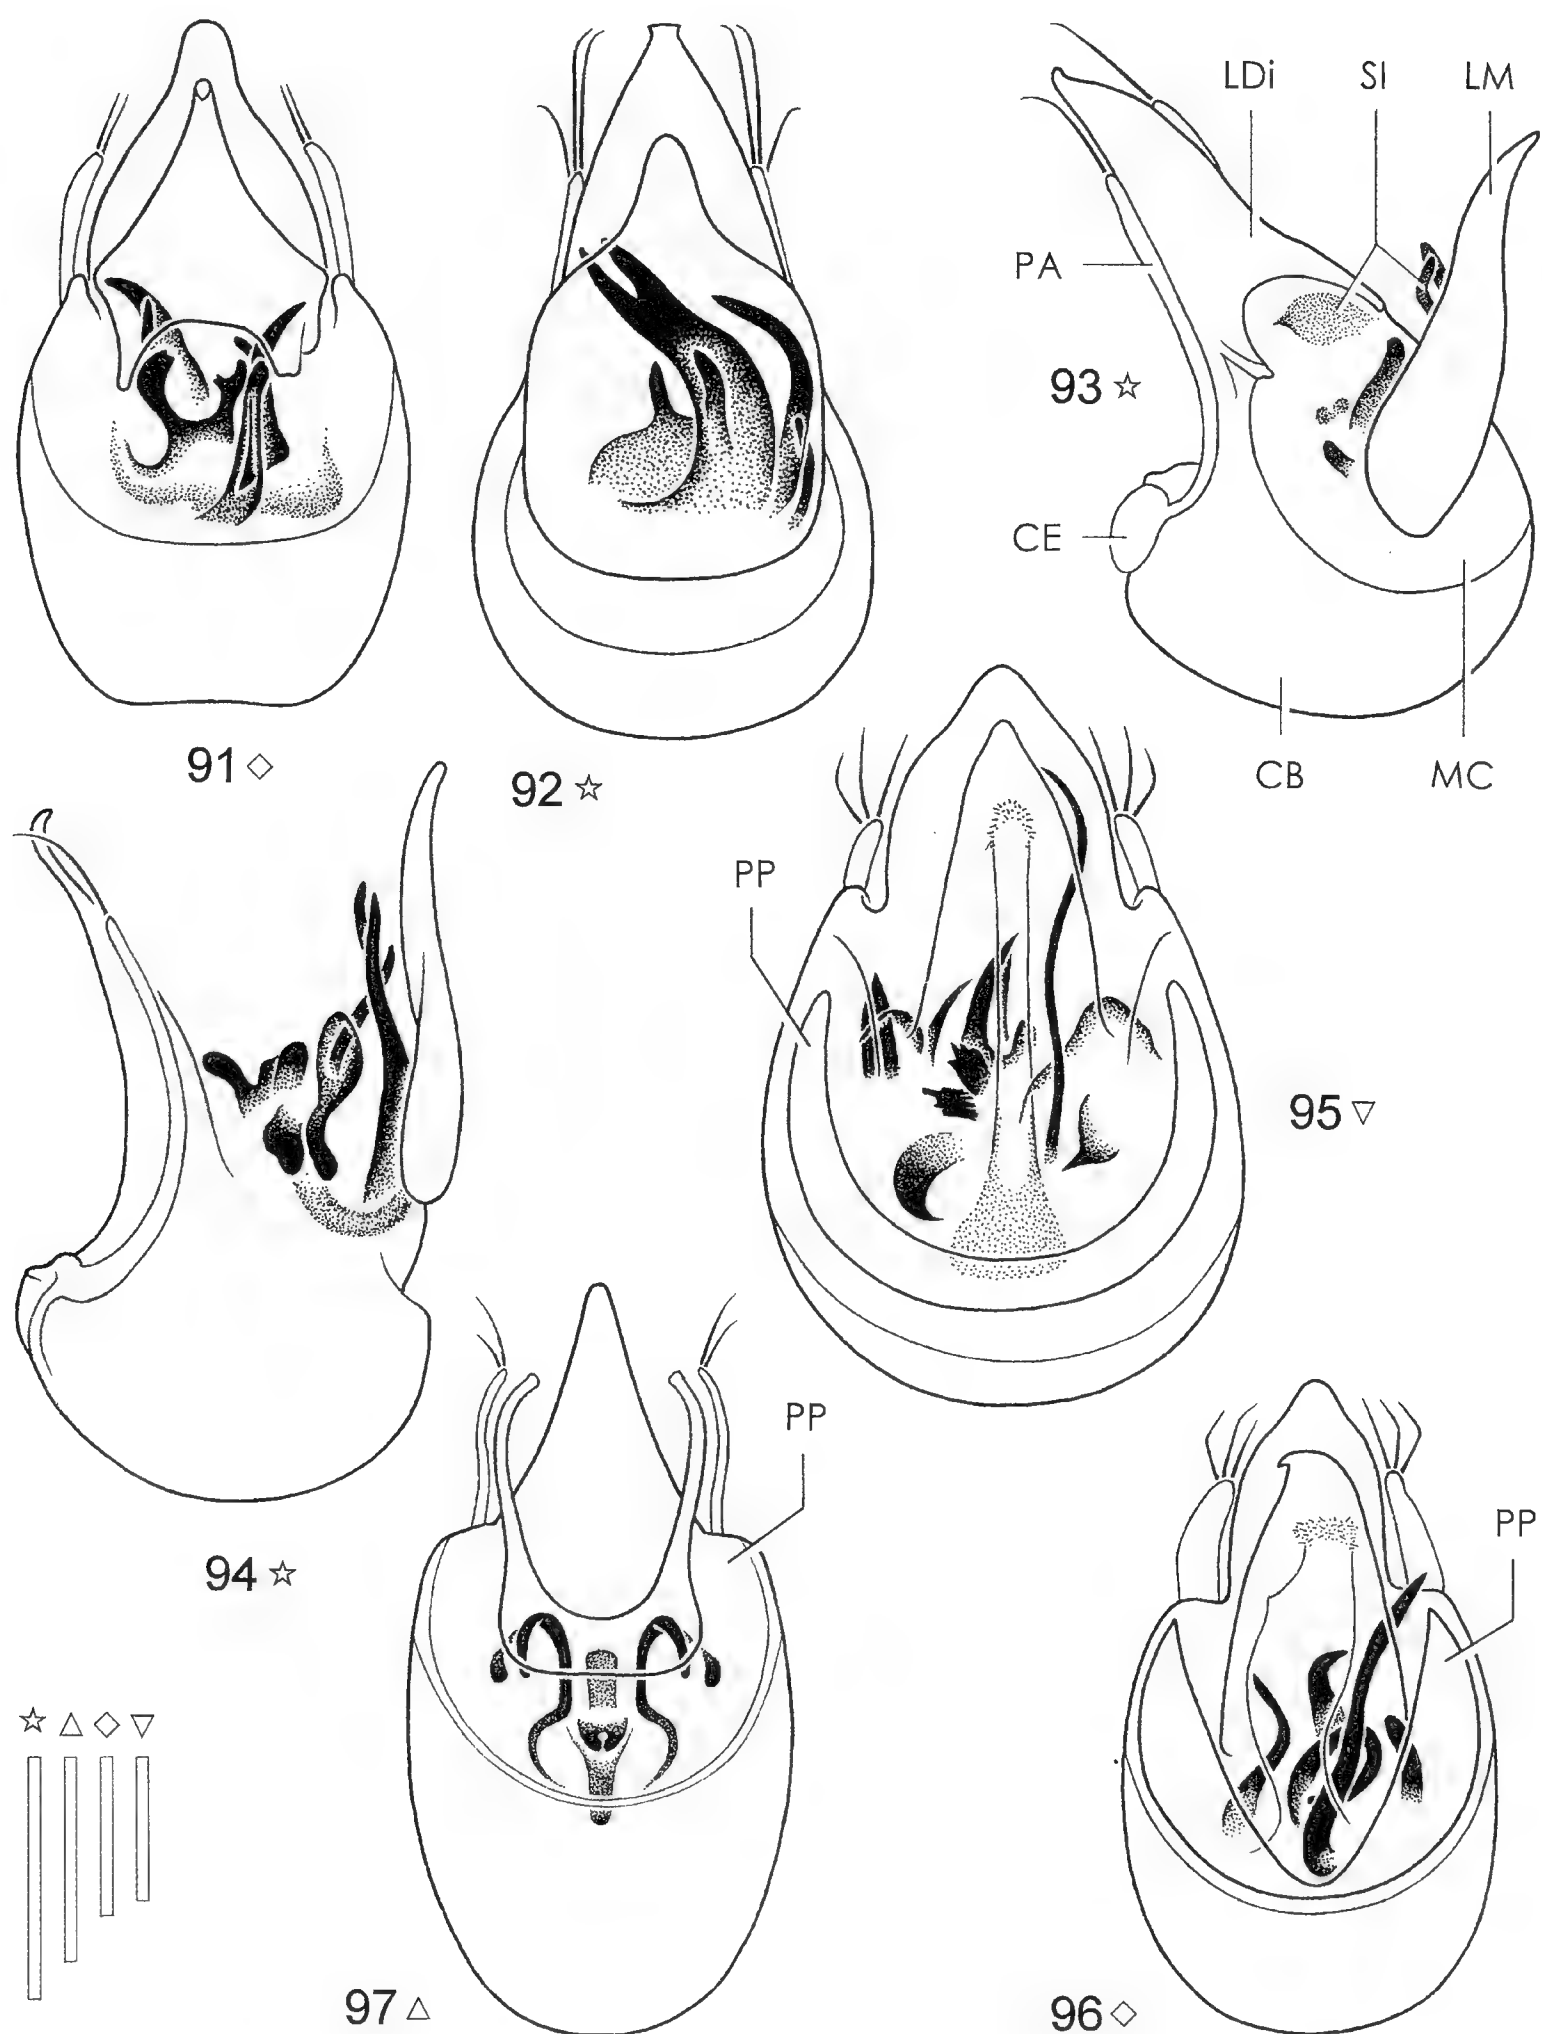 LDi SI LM
PA
93 ☆
CE
91 ◇
92 ☆
CB MC
PP
95 ▽
94 ☆
PP
PP
☆ △ ◇ ▽
97 △
96 ◇